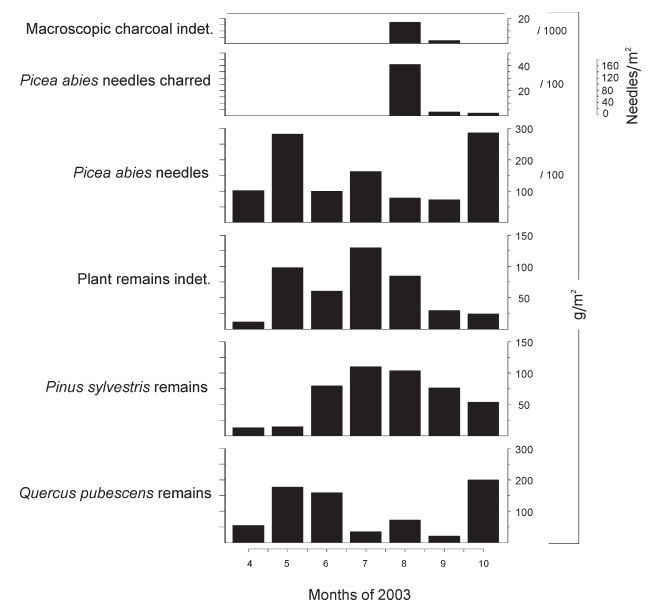 Macroscopic charcoal indet.
20
/ 1000
Picea abies needles charred
40
20
/ 100
160
120
80
40
0
Needles/m²
Picea abies needles
300
200
100
/ 100
Plant remains indet.
150
100
50
g/m²
Pinus sylvestris remains
150
100
50
Quercus pubescens remains
300
200
100
4 5 6 7 8 9 10
Months of 2003